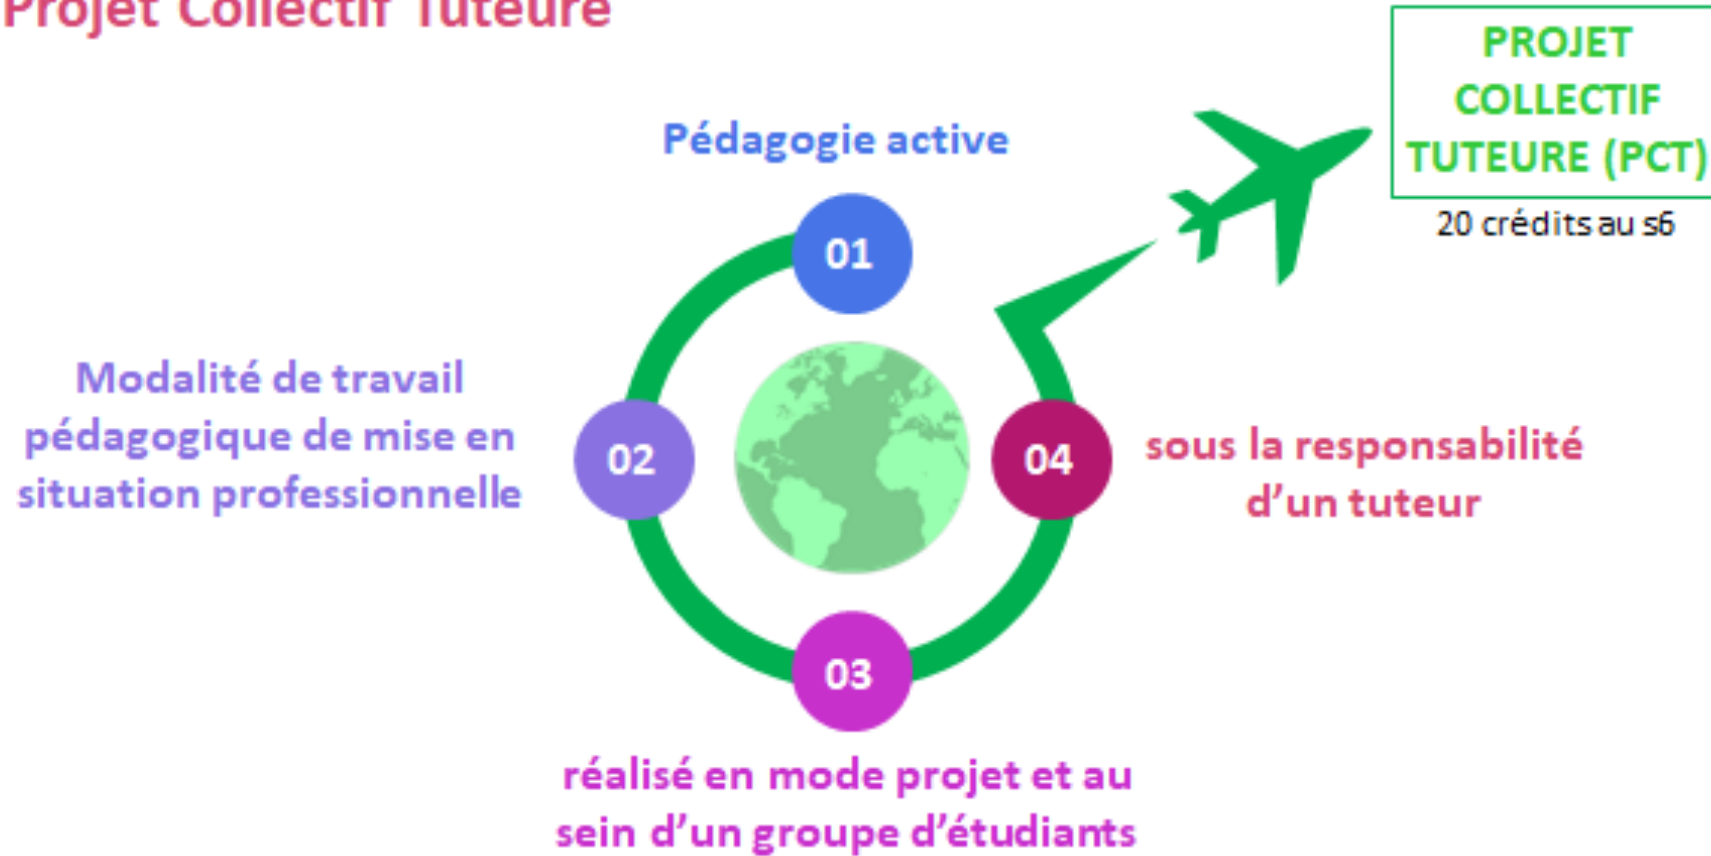 Projet Collectif Tuteuré
PROJET
COLLECTIF
TUTEURE (PCT)
20 crédits au s6
Pédagogie active
01
Modalité de travail
pédagogique de mise en
situation professionnelle
02
04
sous la responsabilité
d’un tuteur
03
réalisé en mode projet et au
sein d’un groupe d’étudiants